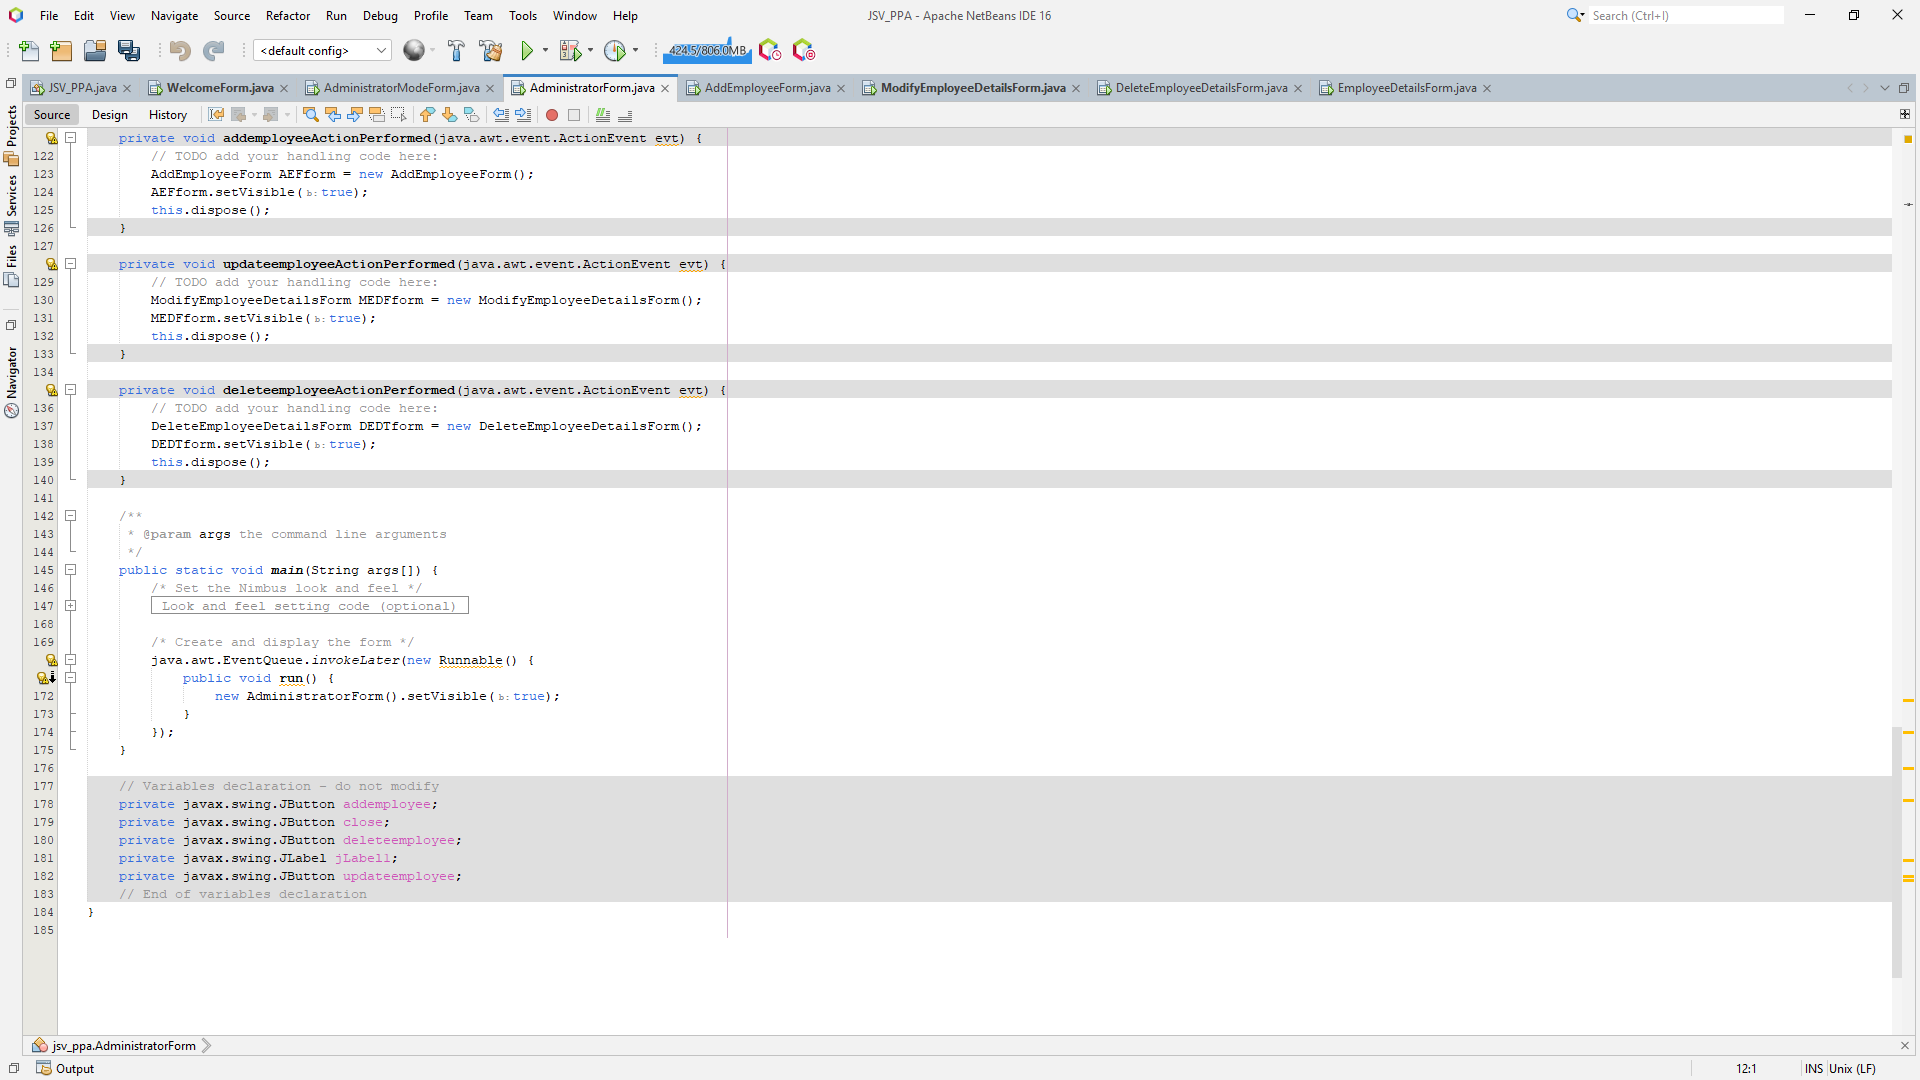 File Edit View Navigate Source Refactor Run Debug Profile Team Tools Window Help
JSV_PPA - Apache NetBeans IDE 16
Search (Ctrl+I)
<default config>
424.5/806.0MB
JSV_PPA.java
WelcomeForm.java
AdministratorModeForm.java
AdministratorForm.java
AddEmployeeForm.java
ModifyEmployeeDetailsForm.java
DeleteEmployeeDetailsForm.java
EmployeeDetailsForm.java
Source Design History
Projects
Services
Files
Navigator
private void addemployeeActionPerformed(java.awt.event.ActionEvent evt) {
122 // TODO add your handling code here:
123 AddEmployeeForm AEFform = new AddEmployeeForm();
124 AEFform.setVisible(b: true);
125 this.dispose();
126 }
127
private void updateemployeeActionPerformed(java.awt.event.ActionEvent evt) {
129 // TODO add your handling code here:
130 ModifyEmployeeDetailsForm MEDFform = new ModifyEmployeeDetailsForm();
131 MEDFform.setVisible(b: true);
132 this.dispose();
133 }
134
private void deleteemployeeActionPerformed(java.awt.event.ActionEvent evt) {
136 // TODO add your handling code here:
137 DeleteEmployeeDetailsForm DEDTform = new DeleteEmployeeDetailsForm();
138 DEDTform.setVisible(b: true);
139 this.dispose();
140 }
141
142 /**
143 * @param args the command line arguments
144 */
145 public static void main(String args[]) {
146 /* Set the Nimbus look and feel */
147 Look and feel setting code (optional)
168
169 /* Create and display the form */
java.awt.EventQueue.invokeLater(new Runnable() {
public void run() {
172 new AdministratorForm().setVisible(b: true);
173 }
174 });
175 }
176
177 // Variables declaration - do not modify
178 private javax.swing.JButton addemployee;
179 private javax.swing.JButton close;
180 private javax.swing.JButton deleteemployee;
181 private javax.swing.JLabel jLabel1;
182 private javax.swing.JButton updateemployee;
183 // End of variables declaration
184 }
185
jsv_ppa.AdministratorForm
Output
12:1 INS Unix (LF)